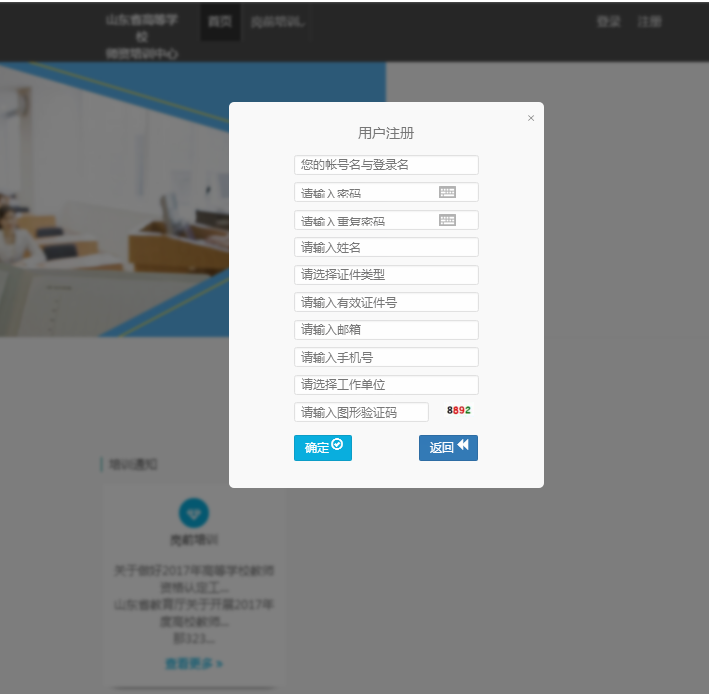 山东省高等学
校
师资培训中心
首页
岗前培训..
登录
注册
×
用户注册
您的帐号名与登录名
请输入密码
请输入重复密码
请输入姓名
请选择证件类型
请输入有效证件号
请输入邮箱
请输入手机号
请选择工作单位
请输入图形验证码
8892
确定
返回
培训通知
岗前培训
关于做好2017年高等学校教师
资格认定工...
山东省教育厅关于开展2017年
度高校教师...
部323...
查看更多 >